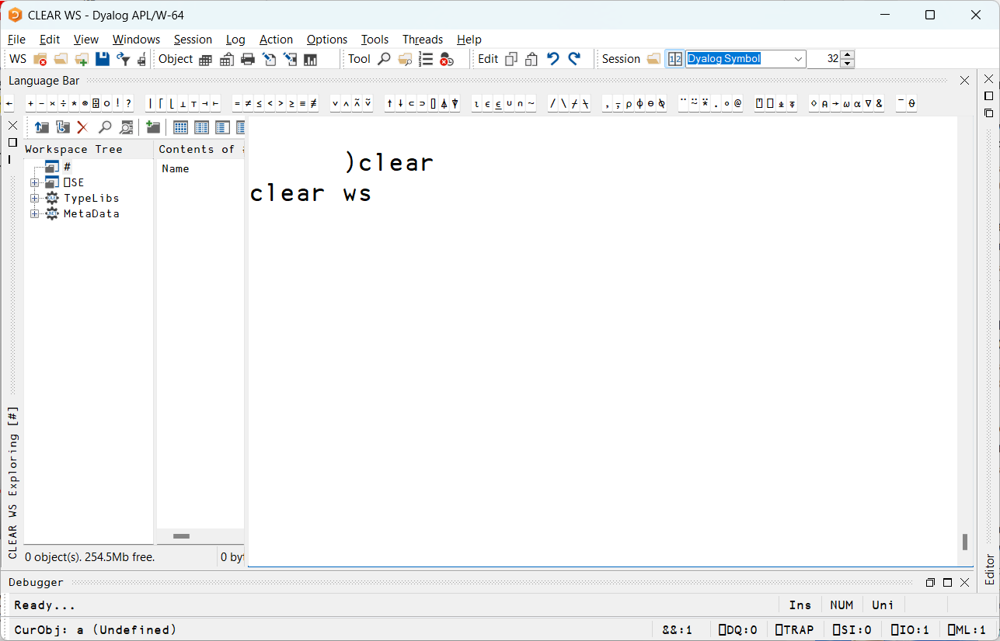 CLEAR WS - Dyalog APL/W-64
File Edit View Windows Session Log Action Options Tools Threads Help
WS Object Tool Edit Session Dyalog Symbol 32
Language Bar
← + - × ÷ * ⍟ ⌹ ○ ! ? | ⌈ ⌊ ⊥ ⊤ ⊣ ⊢ = ≠ ≤ < > ≥ ≡ ≢ ∨ ∧ ⍲ ⍱ ↑ ↓ ⊂ ⊃ ⌷ ⍋ ⍒ ⍳ ∊ ⍷ ∪ ∩ ~ / \ ⌿ ⍀ , ⍪ ⍴ ⌽ ⊖ ⍉ ¨ ⍨ ⍣ . ∘ @ ⍞ ⎕ ⍎ ⍕ ⋄ ⍝ → ⍵ ⍺ ∇ & ¯ ⍬
Workspace Tree
#
⎕SE
TypeLibs
MetaData
Contents of
Name
)clear
clear ws
CLEAR WS Exploring [#]
0 object(s). 254.5Mb free.
0 by
Editor
Debugger
Ready...
Ins NUM Uni
CurObj: a (Undefined)
&&:1 ⎕DQ:0 ⎕TRAP ⎕SI:0 ⎕IO:1 ⎕ML:1